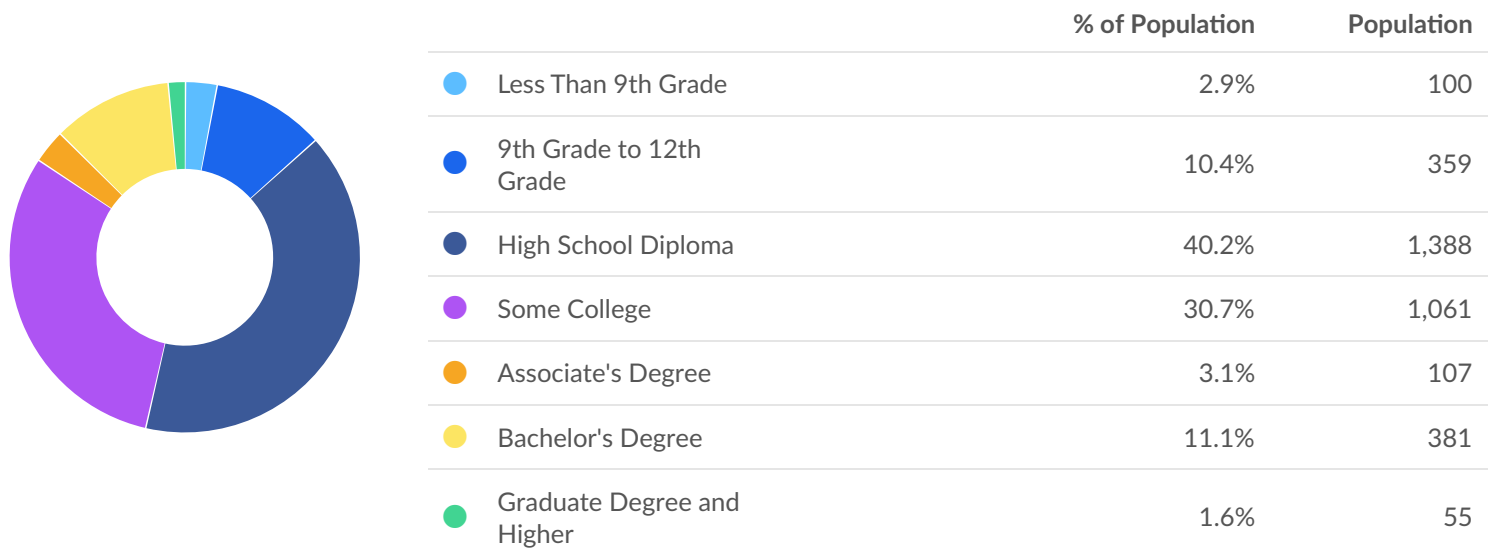 % of Population Population
Less Than 9th Grade 2.9% 100
9th Grade to 12th
Grade 10.4% 359
High School Diploma 40.2% 1,388
Some College 30.7% 1,061
Associate's Degree 3.1% 107
Bachelor's Degree 11.1% 381
Graduate Degree and
Higher 1.6% 55